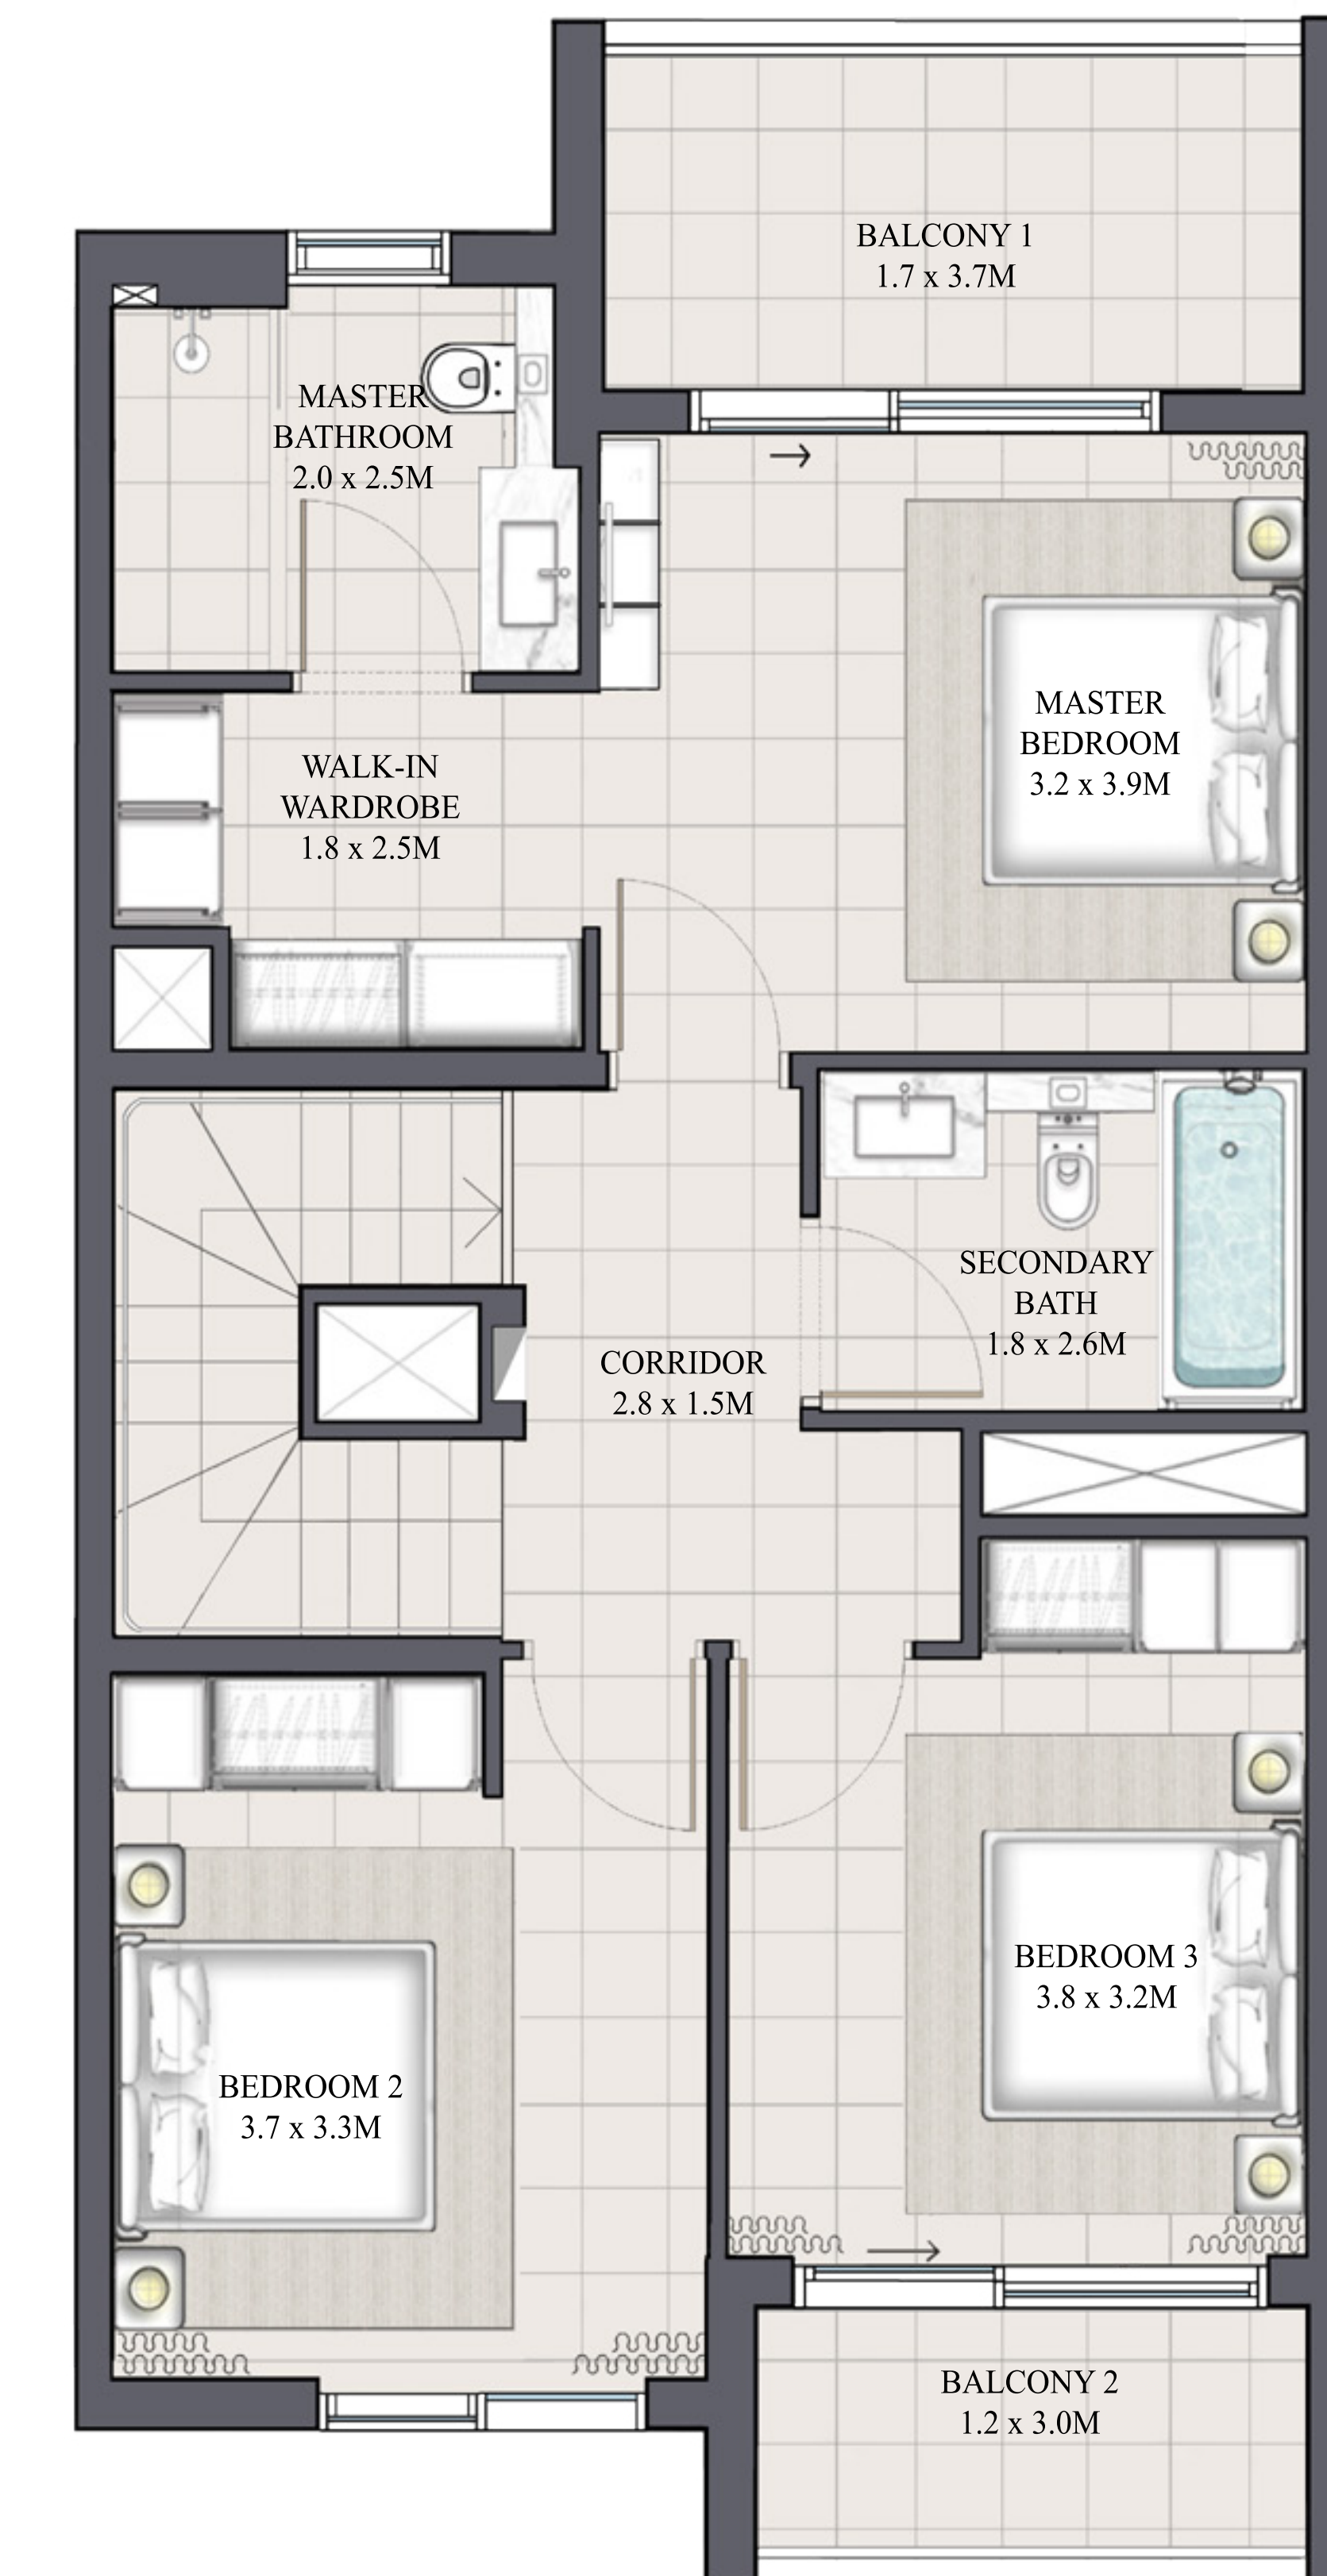 BALCONY 1
1.7 x 3.7M
MASTER
BATHROOM
2.0 x 2.5M
MASTER
BEDROOM
3.2 x 3.9M
WALK-IN
WARDROBE
1.8 x 2.5M
SECONDARY
BATH
1.8 x 2.6M
CORRIDOR
2.8 x 1.5M
BEDROOM 3
3.8 x 3.2M
BEDROOM 2
3.7 x 3.3M
BALCONY 2
1.2 x 3.0M